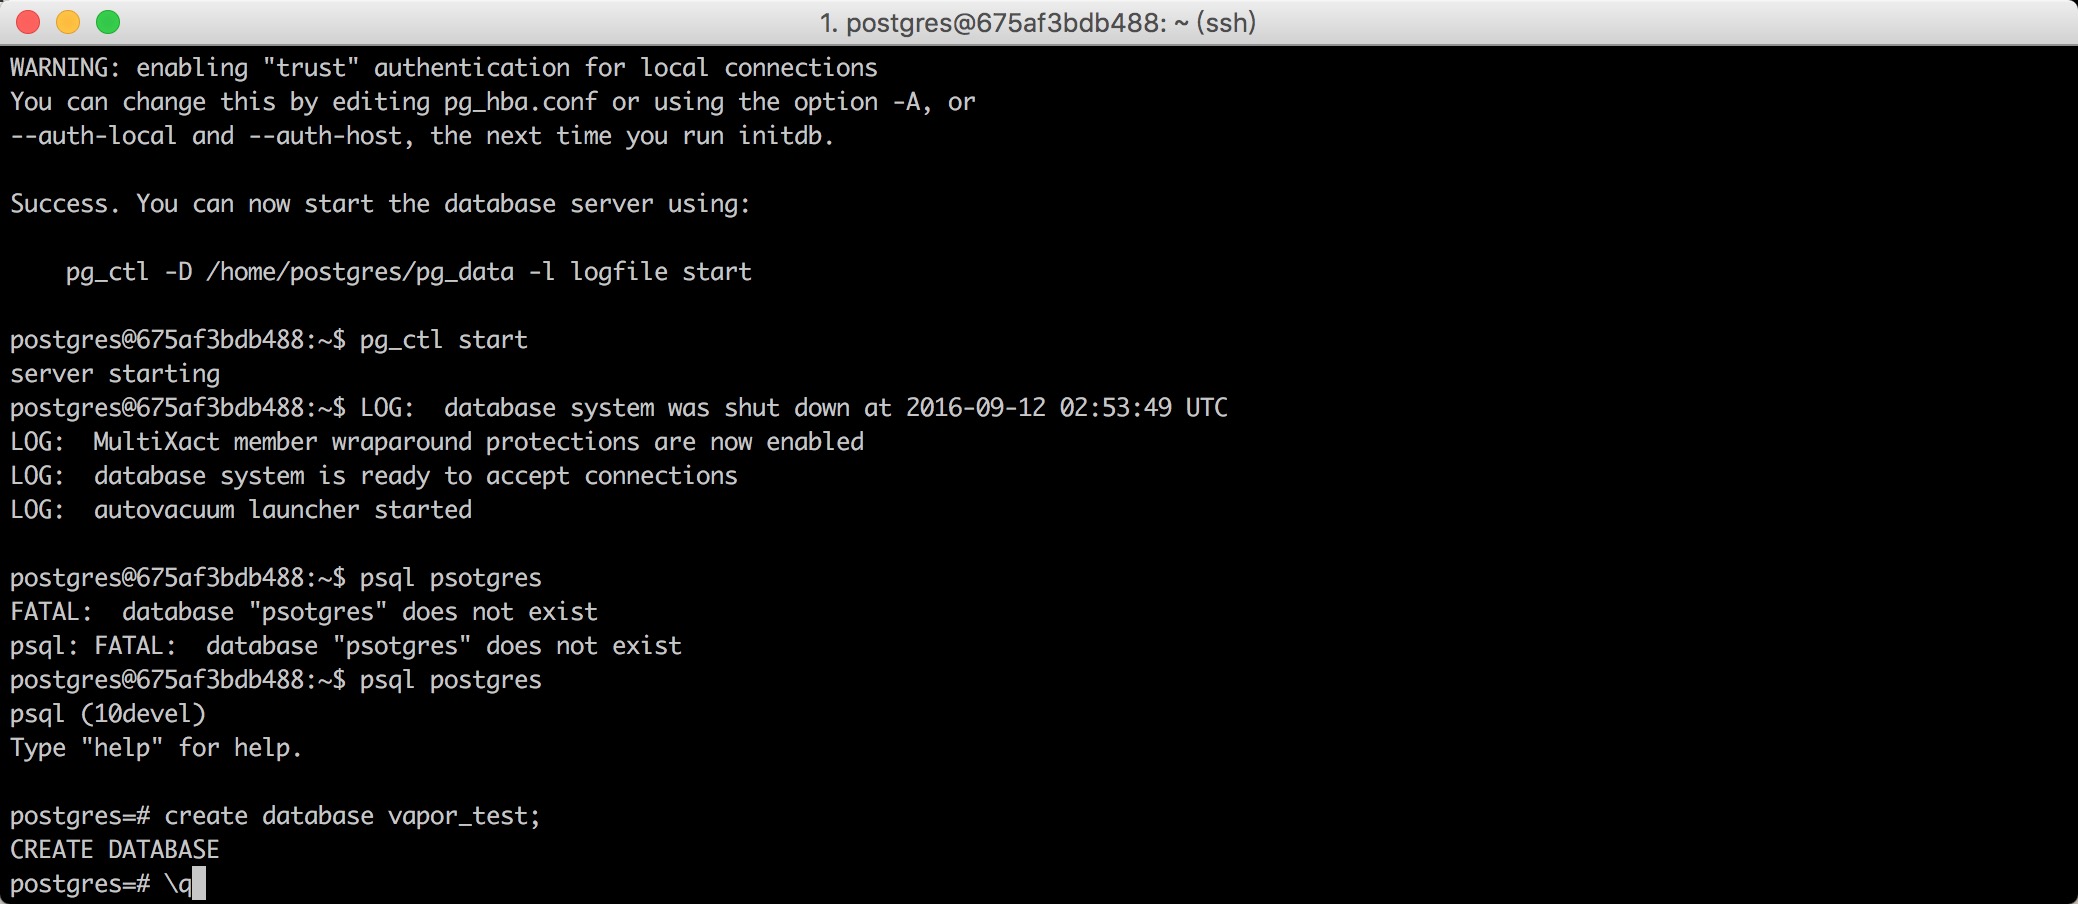 1. postgres@675af3bdb488: ~ (ssh)
WARNING: enabling "trust" authentication for local connections
You can change this by editing pg_hba.conf or using the option -A, or
--auth-local and --auth-host, the next time you run initdb.
Success. You can now start the database server using:
    pg_ctl -D /home/postgres/pg_data -l logfile start
postgres@675af3bdb488:~$ pg_ctl start
server starting
postgres@675af3bdb488:~$ LOG:  database system was shut down at 2016-09-12 02:53:49 UTC
LOG:  MultiXact member wraparound protections are now enabled
LOG:  database system is ready to accept connections
LOG:  autovacuum launcher started
postgres@675af3bdb488:~$ psql psotgres
FATAL:  database "psotgres" does not exist
psql: FATAL:  database "psotgres" does not exist
postgres@675af3bdb488:~$ psql postgres
psql (10devel)
Type "help" for help.
postgres=# create database vapor_test;
CREATE DATABASE
postgres=# \q